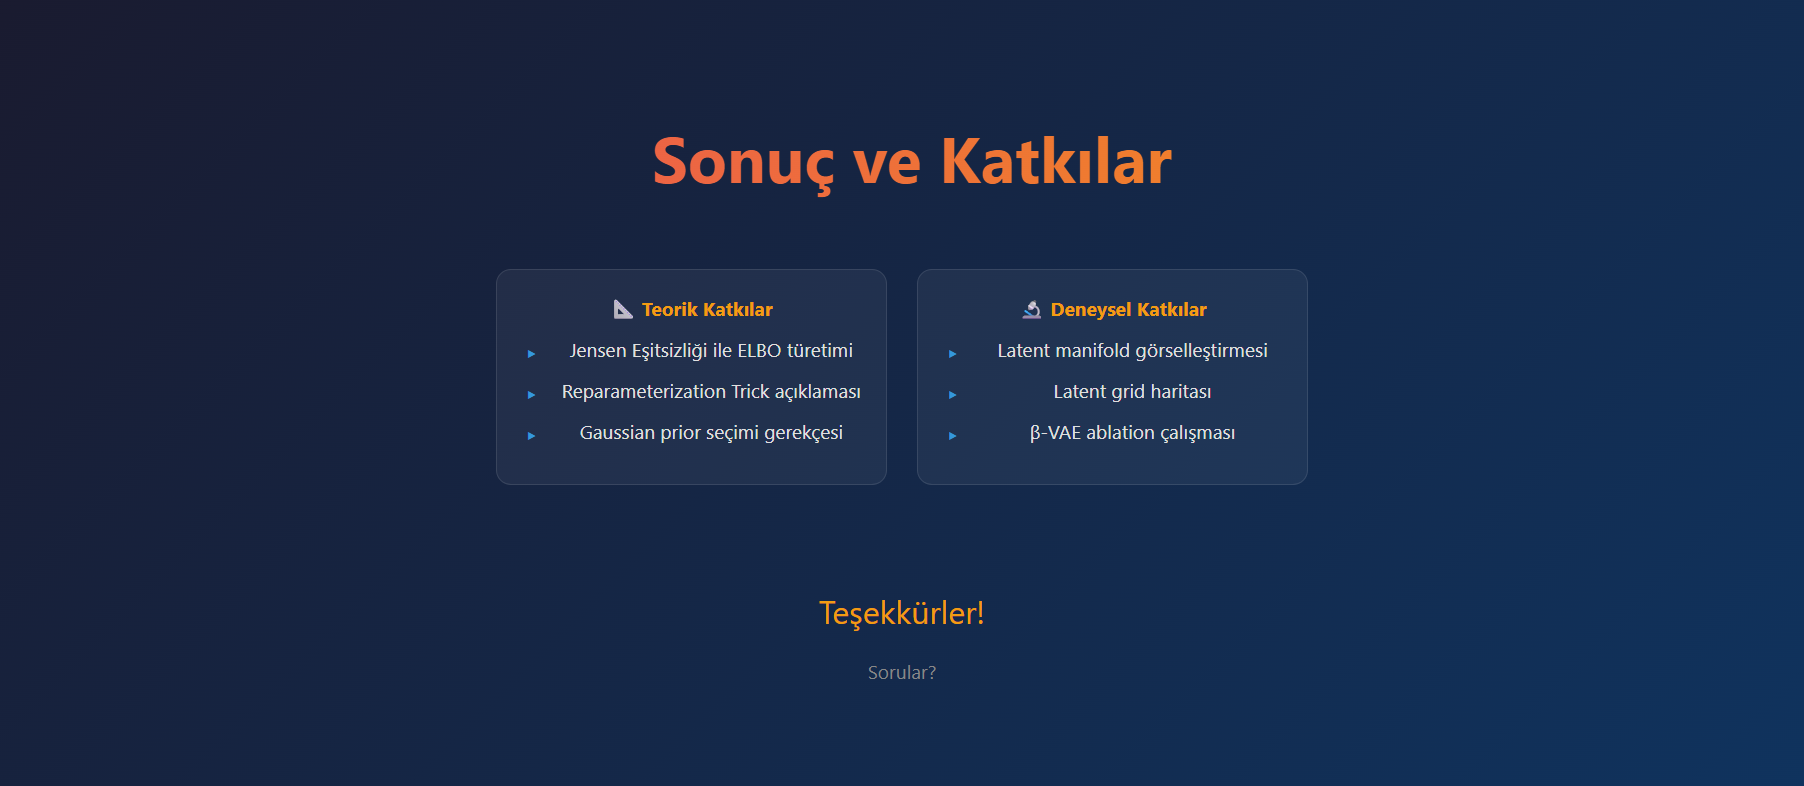 Sonuç ve Katkılar
📐 Teorik Katkılar
▸ Jensen Eşitsizliği ile ELBO türetimi
▸ Reparameterization Trick açıklaması
▸ Gaussian prior seçimi gerekçesi
🔬 Deneysel Katkılar
▸ Latent manifold görselleştirmesi
▸ Latent grid haritası
▸ β-VAE ablation çalışması
Teşekkürler!
Sorular?